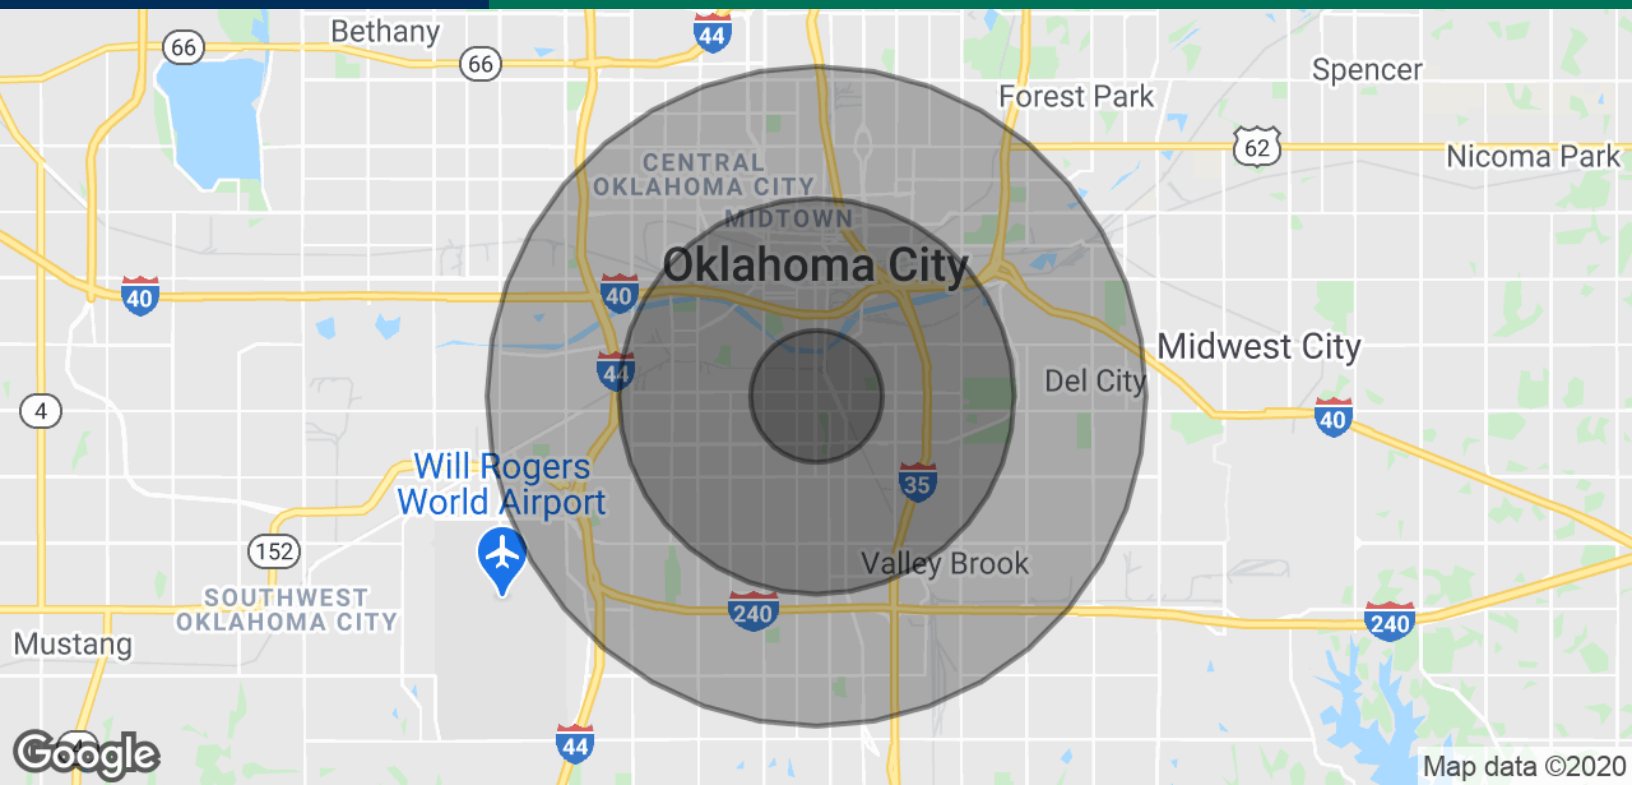 Bethany
44
66
66
Spencer
Forest Park
62
Nicoma Park
CENTRAL
OKLAHOMA CITY
MIDTOWN
Oklahoma City
40
40
Midwest City
44
Del City
4
40
Will Rogers
World Airport
35
152
Valley Brook
SOUTHWEST
OKLAHOMA CITY
240
240
Mustang
44
4
Google
Map data ©2020